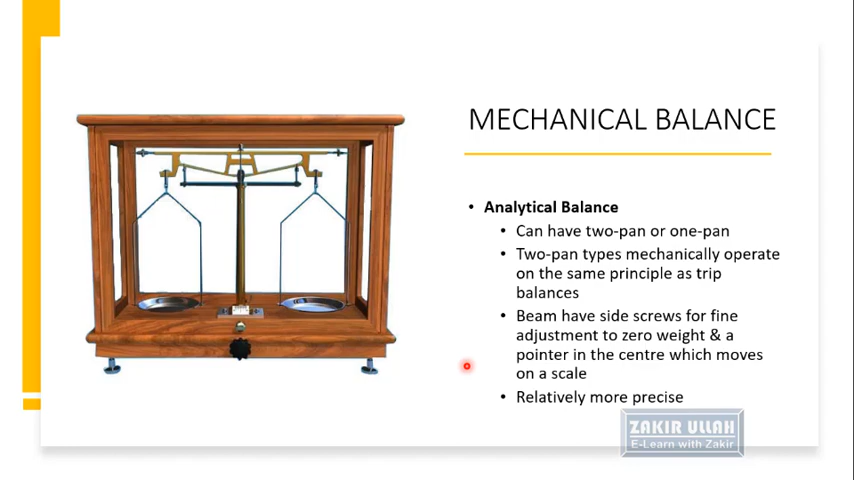 MECHANICAL BALANCE
• Analytical Balance
• Can have two-pan or one-pan
• Two-pan types mechanically operate
on the same principle as trip
balances
• Beam have side screws for fine
adjustment to zero weight & a
pointer in the centre which moves
on a scale
• Relatively more precise
ZAKIR ULLAH
E-Learn with Zakir